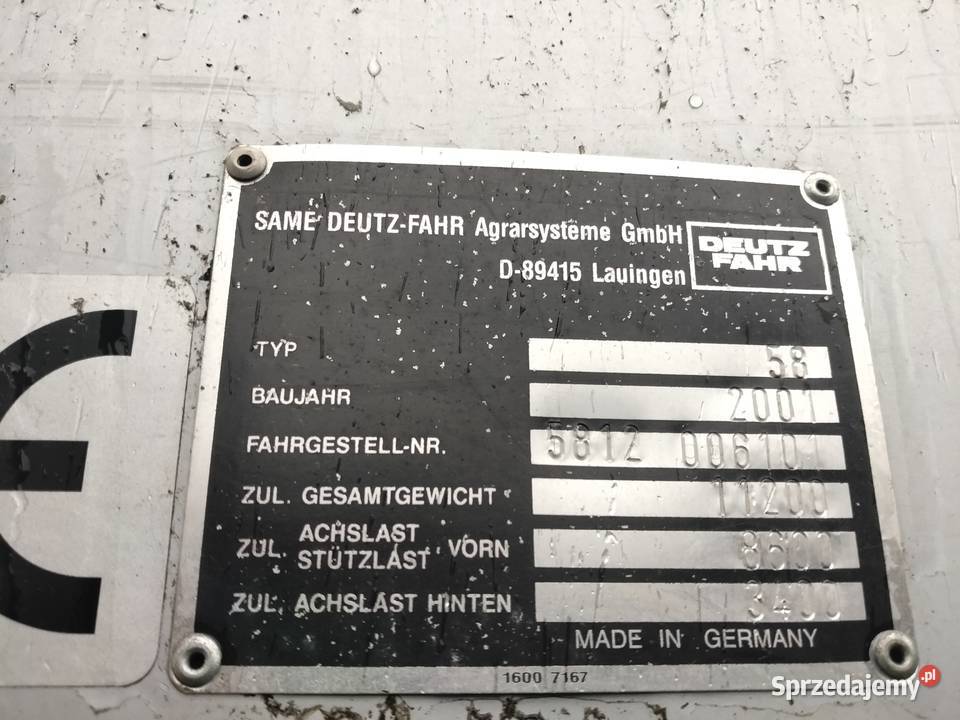 SAME DEUTZ-FAHR Agrarsysteme GmbH
D-89415 Lauingen
DEUTZ
FAHR
TYP 58
BAUJAHR 2001
FAHRGESTELL-NR. 5812 006101
ZUL. GESAMTGEWICHT 11200
ZUL. ACHSLAST
STÜTZLAST VORN 8600
ZUL. ACHSLAST HINTEN 3400
MADE IN GERMANY
1600 7167
CE
Sprzedajemy.pl